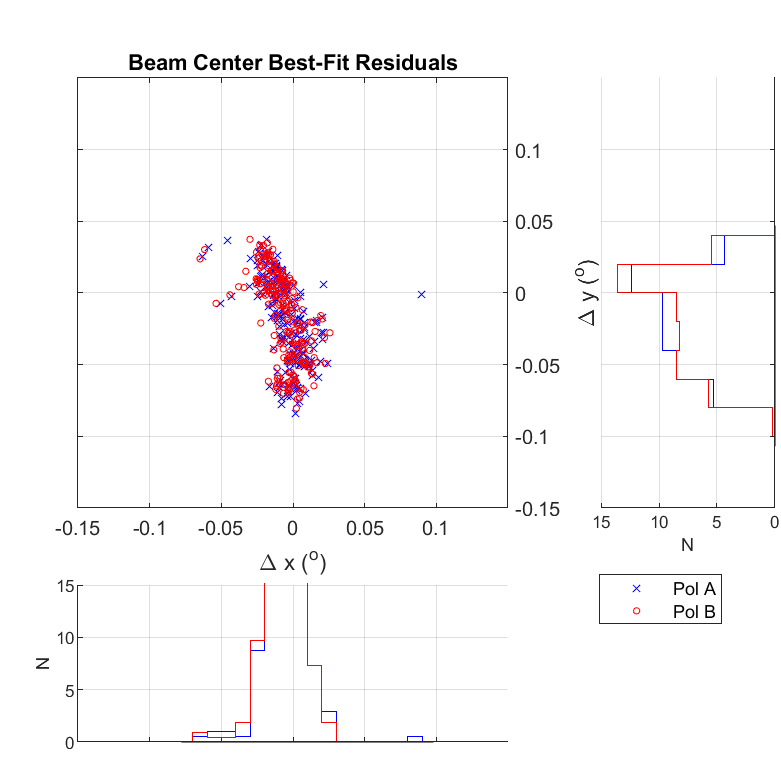 Beam Center Best-Fit Residuals
0.1
0.05
0
-0.05
-0.1
-0.15
Δ y (o)
-0.15 -0.1 -0.05 0 0.05 0.1
Δ x (o)
15 10 5 0
N
15
10
5
0
N
Pol A
Pol B